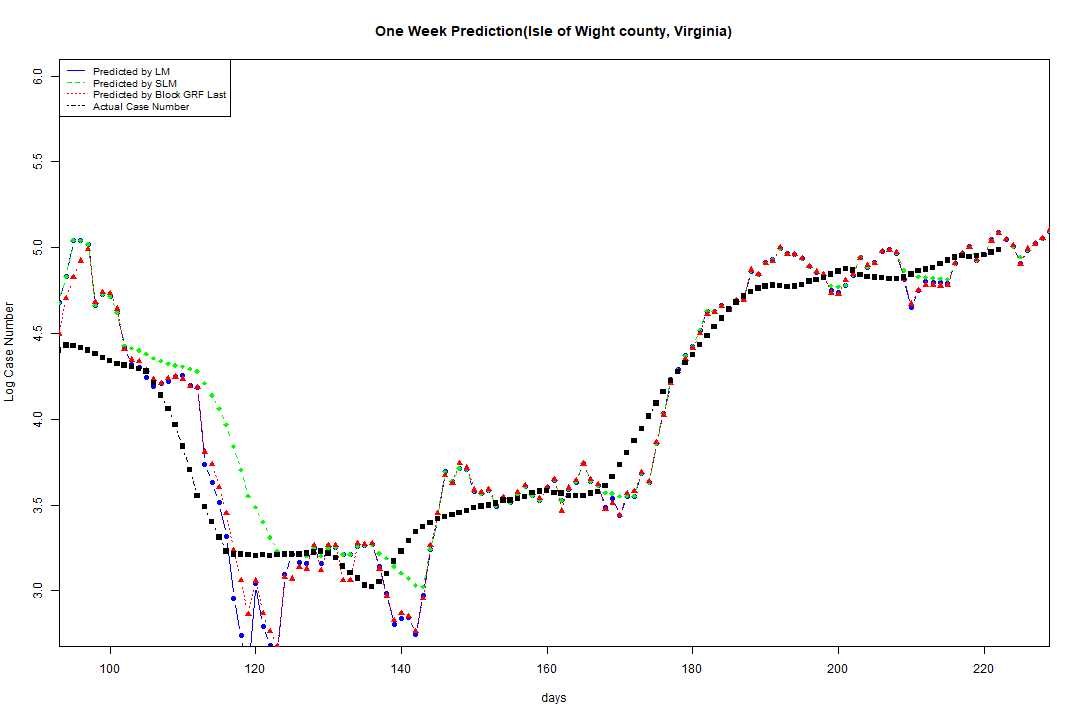 One Week Prediction(Isle of Wight county, Virginia)
Predicted by LM
Predicted by SLM
Predicted by Block GRF Last
Actual Case Number
6.0
5.5
5.0
4.5
4.0
3.5
3.0
Log Case Number
100 120 140 160 180 200 220
days